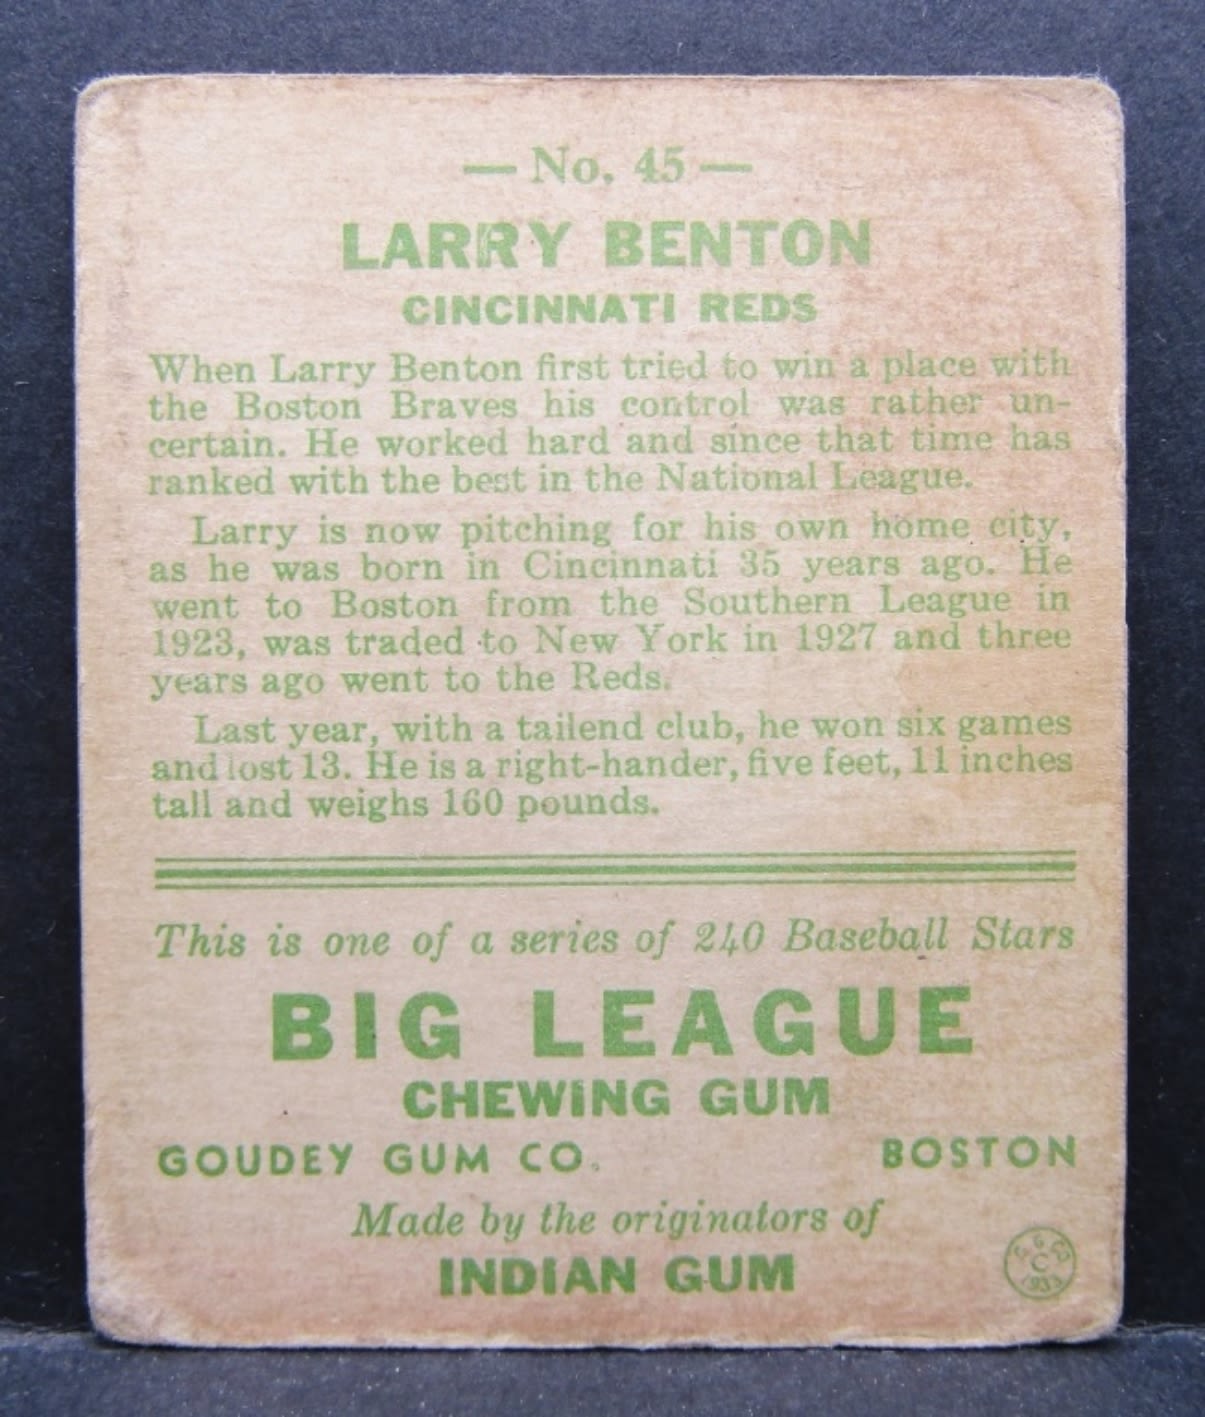 — No. 45 —
LARRY BENTON
CINCINNATI REDS
When Larry Benton first tried to win a place with
the Boston Braves his control was rather un-
certain. He worked hard and since that time has
ranked with the best in the National League.
Larry is now pitching for his own home city,
as he was born in Cincinnati 35 years ago. He
went to Boston from the Southern League in
1923, was traded to New York in 1927 and three
years ago went to the Reds.
Last year, with a tailend club, he won six games
and lost 13. He is a right-hander, five feet, 11 inches
tall and weighs 160 pounds.
This is one of a series of 240 Baseball Stars
BIG LEAGUE
CHEWING GUM
GOUDEY GUM CO. BOSTON
Made by the originators of
INDIAN GUM